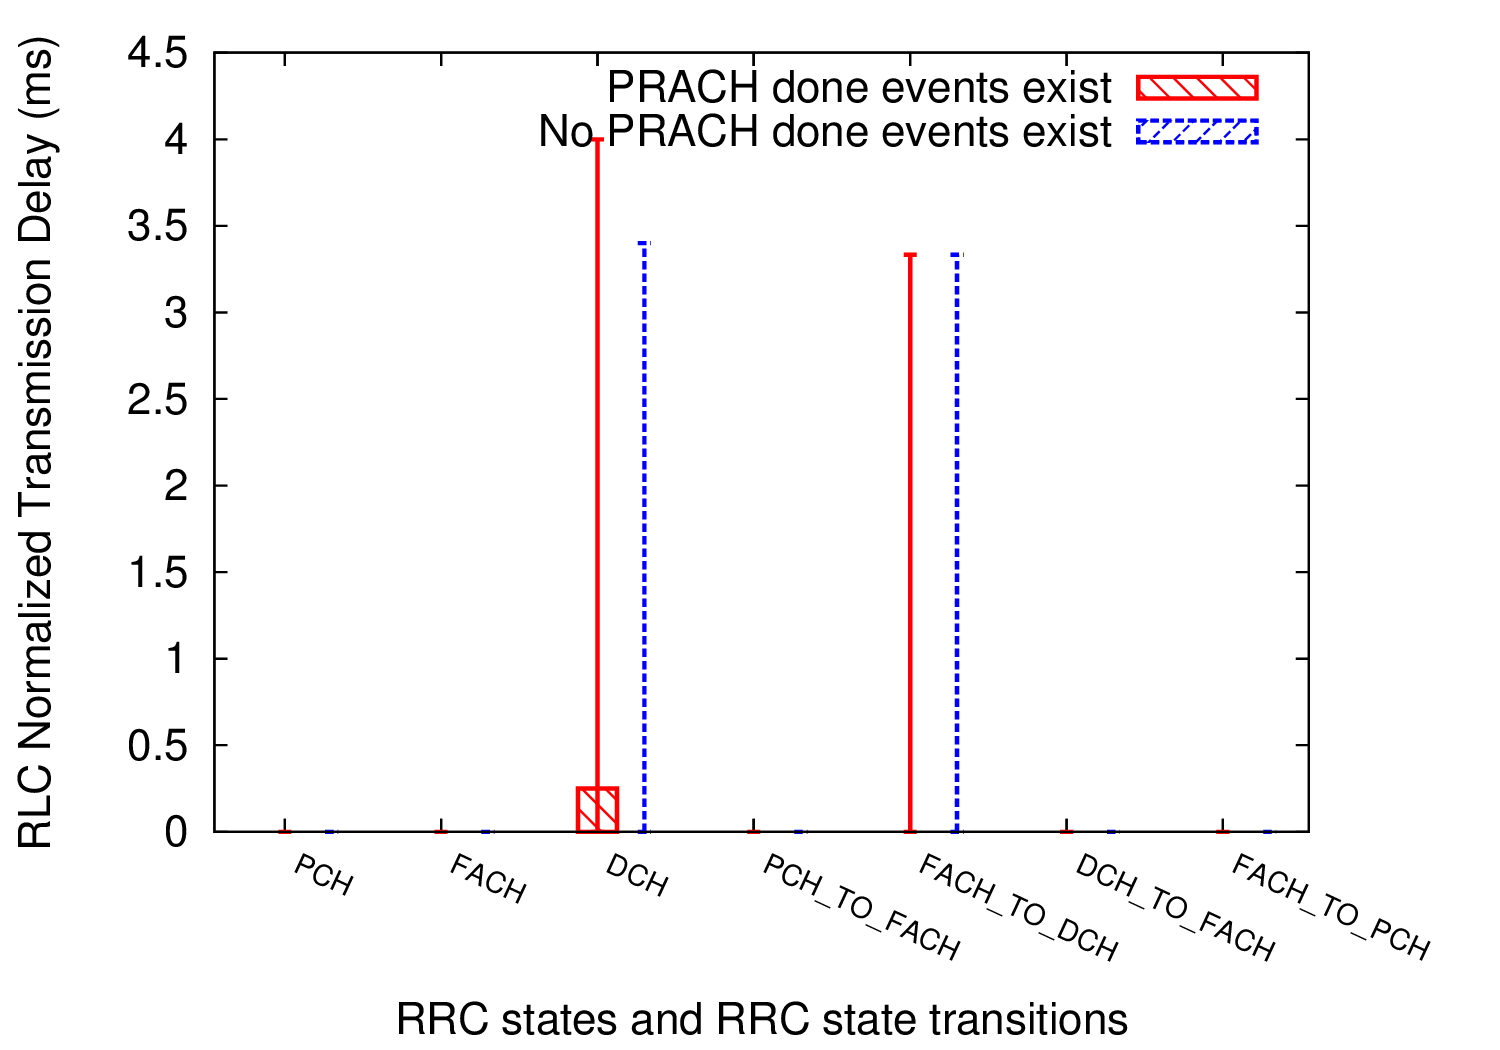 RLC Normalized Transmission Delay (ms)
4.5
4
3.5
3
2.5
2
1.5
1
0.5
0
PRACH done events exist
No PRACH done events exist
PCH
FACH
DCH
PCH_TO_FACH
FACH_TO_DCH
DCH_TO_FACH
FACH_TO_PCH
RRC states and RRC state transitions